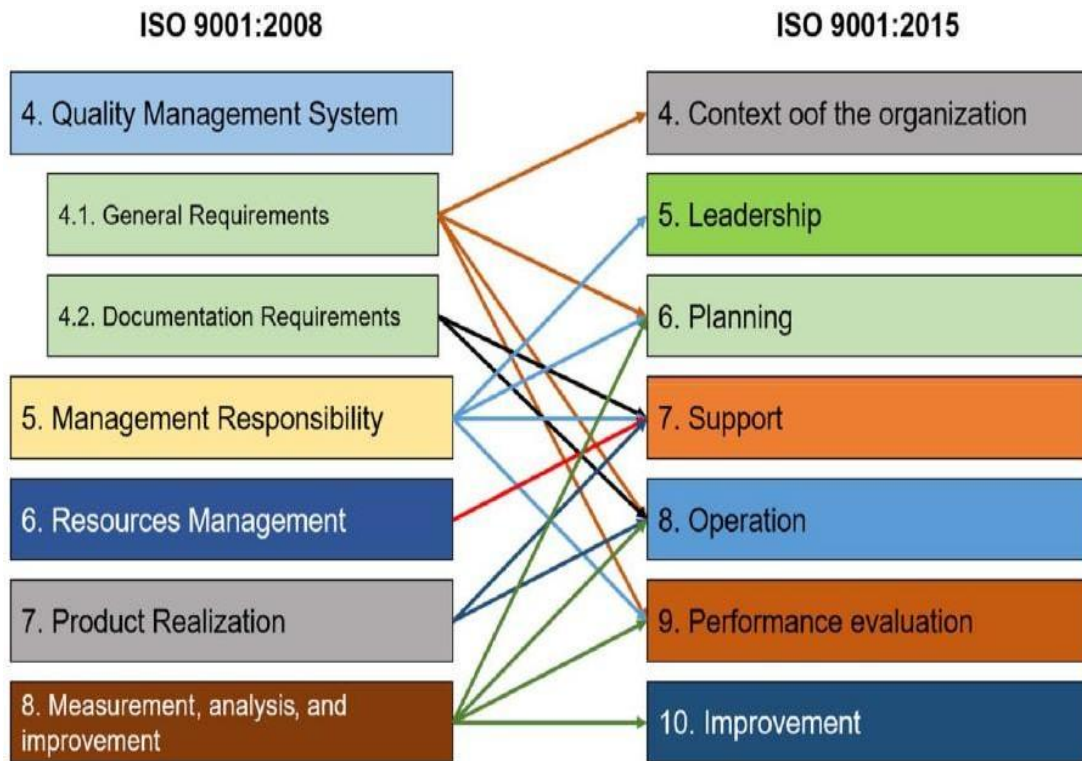 ISO 9001:2008
ISO 9001:2015
4. Quality Management System
4. Context oof the organization
4.1. General Requirements
5. Leadership
4.2. Documentation Requirements
6. Planning
5. Management Responsibility
7. Support
6. Resources Management
8. Operation
7. Product Realization
9. Performance evaluation
8. Measurement, analysis, and
improvement
10. Improvement